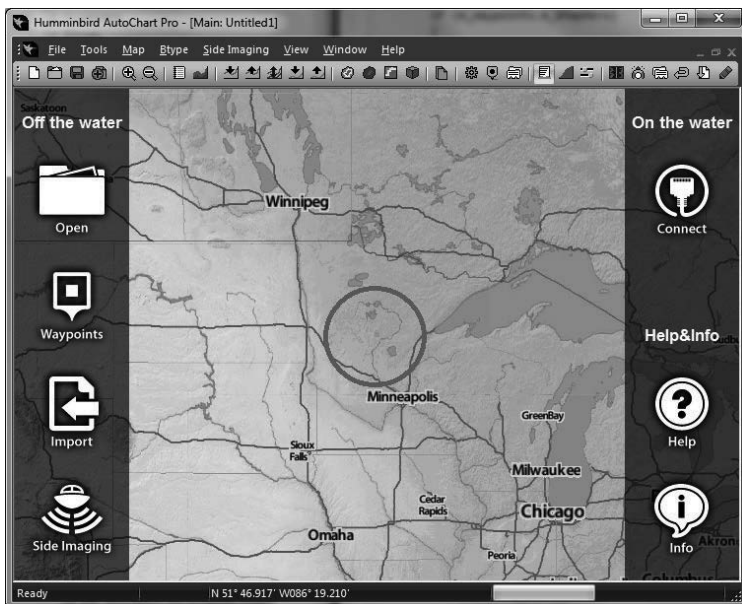 Humminbird AutoChart Pro - [Main: Untitled1]
File Tools Map Btype Side Imaging View Window Help
Saskatoon
Off the water
On the water
Open
Winnipeg
Connect
Waypoints
Help&Info
Minneapolis
Import
GreenBay
Help
Sioux
Falls
Milwaukee
Cedar
Rapids
Chicago
Side Imaging
Omaha
Info
Akron
Peoria
Columbus
Ready N 51° 46.917' W086° 19.210'